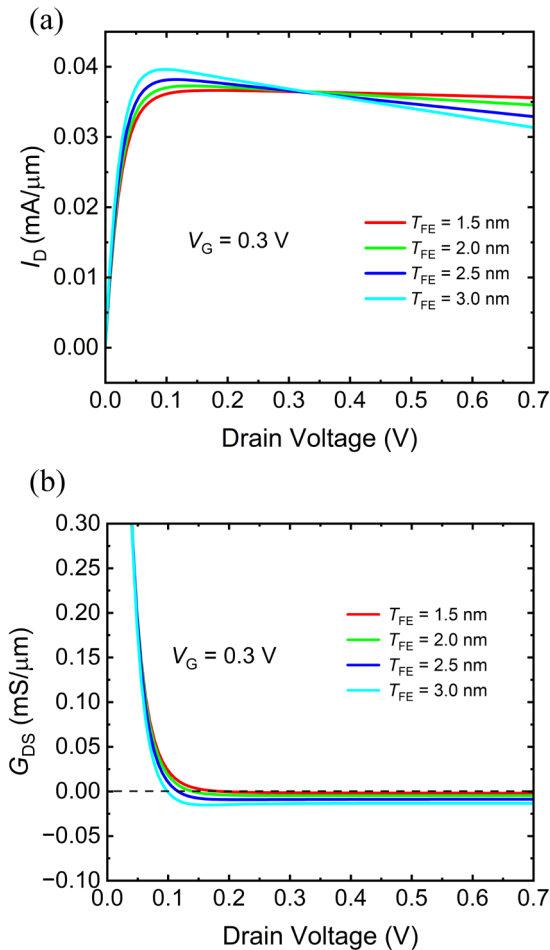 (a)
0.04
0.03
0.02
0.01
0.00
I_D (mA/μm)
V_G = 0.3 V
T_FE = 1.5 nm
T_FE = 2.0 nm
T_FE = 2.5 nm
T_FE = 3.0 nm
0.0 0.1 0.2 0.3 0.4 0.5 0.6 0.7
Drain Voltage (V)
(b)
0.30
0.25
0.20
0.15
0.10
0.05
0.00
−0.05
−0.10
G_DS (mS/μm)
V_G = 0.3 V
T_FE = 1.5 nm
T_FE = 2.0 nm
T_FE = 2.5 nm
T_FE = 3.0 nm
0.0 0.1 0.2 0.3 0.4 0.5 0.6 0.7
Drain Voltage (V)